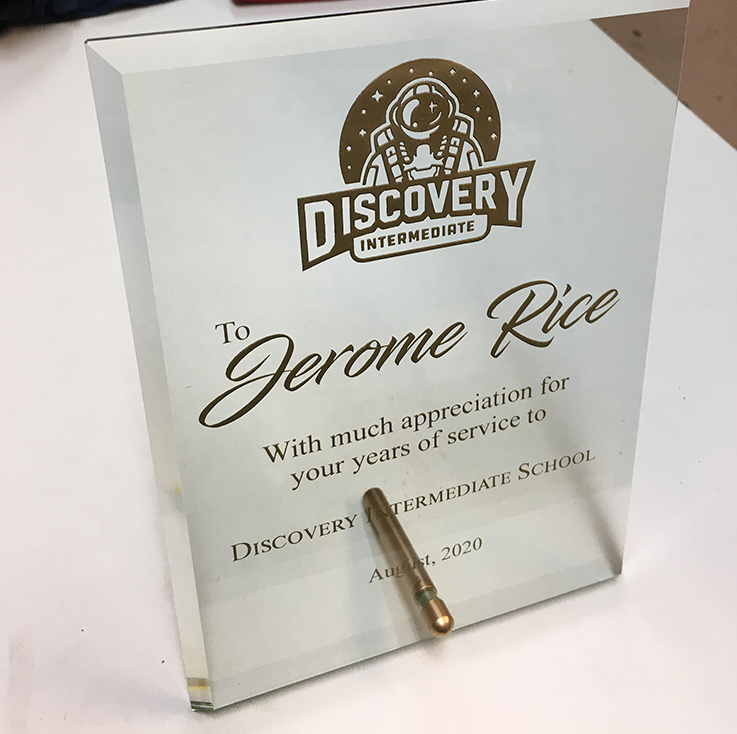 DISCOVERY
INTERMEDIATE
To
Jerome Rice
With much appreciation for
your years of service to
DISCOVERY INTERMEDIATE SCHOOL
August, 2020